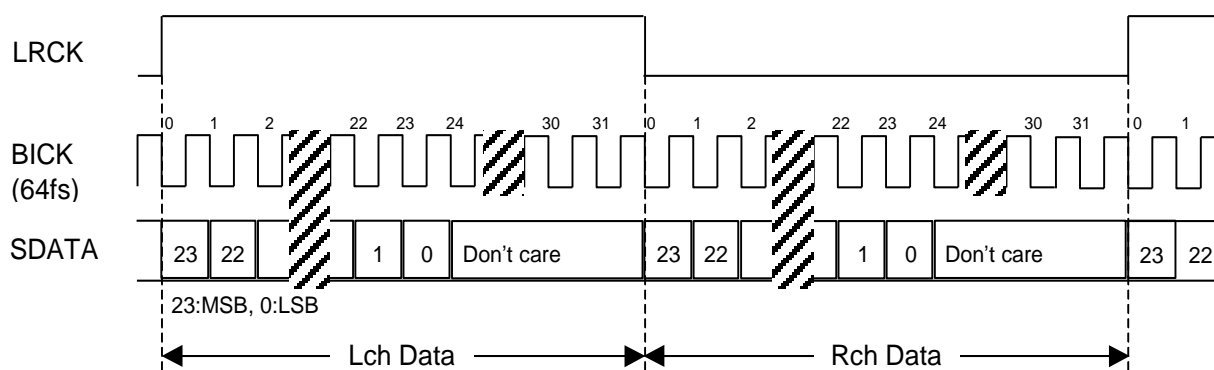 LRCK
0 1 2 22 23 24 30 31 0 1 2 22 23 24 30 31 0 1
BICK
(64fs)
SDATA 23 22 1 0 Don't care 23 22 1 0 Don't care 23 22
23:MSB, 0:LSB
Lch Data Rch Data